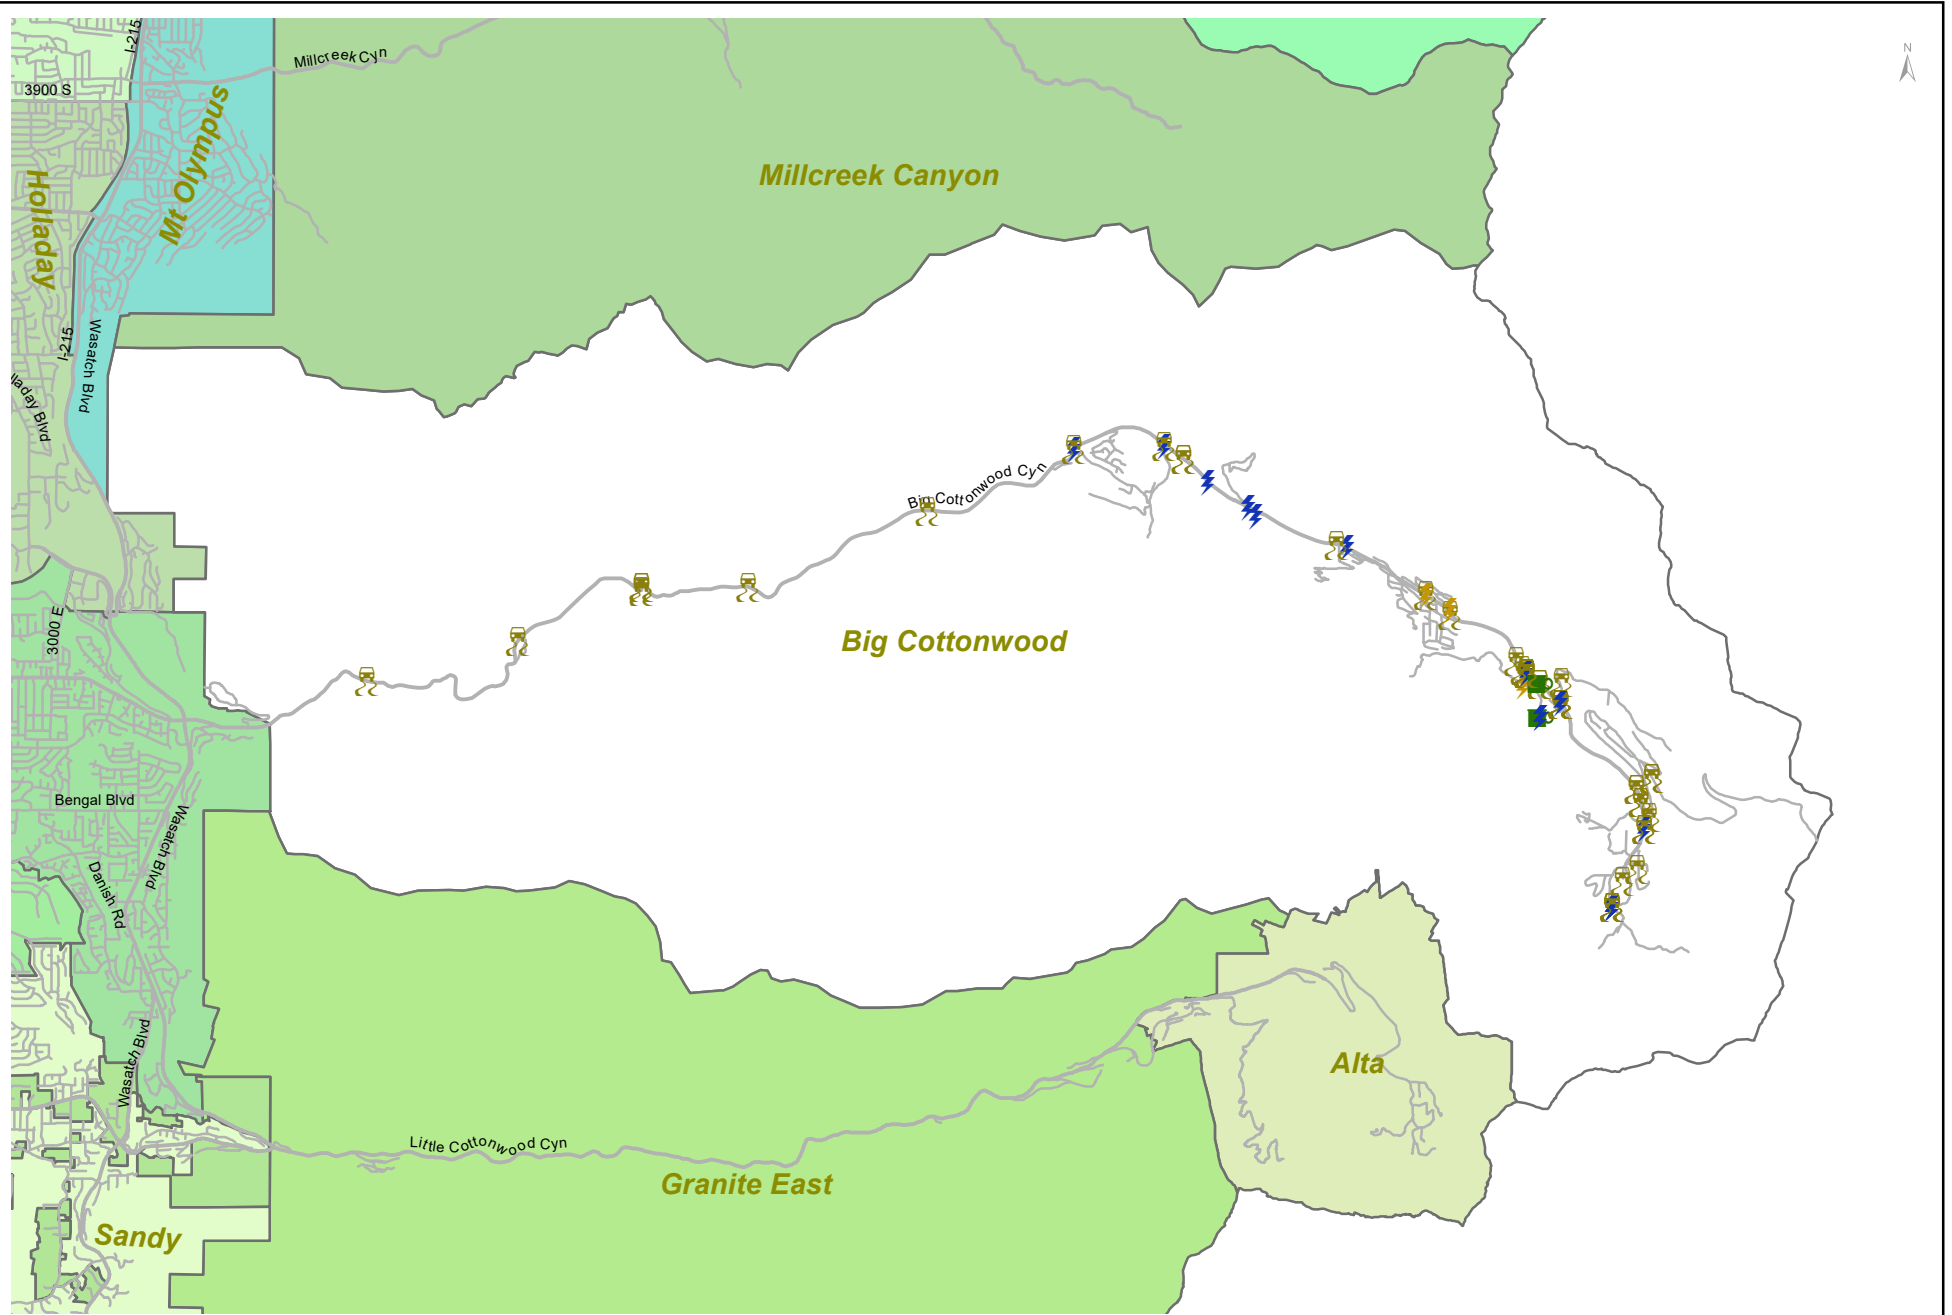 I-215
Millcreek Cyn
N
3900 S
Mt Olympus
Millcreek Canyon
Holladay
I-215
Wasatch Blvd
lladay Blvd
Big Cottonwood Cyn
3000 E
Big Cottonwood
Bengal Blvd
Wasatch Blvd
Danish Rd
Wasatch Blvd
Alta
Little Cottonwood Cyn
Granite East
Sandy